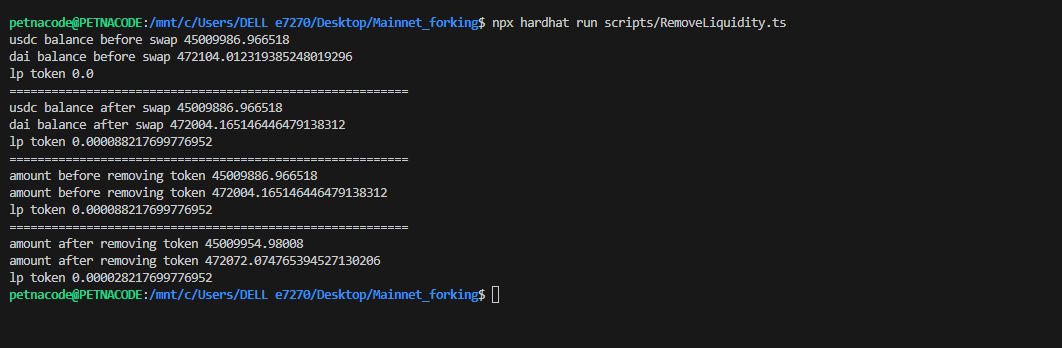 petnacode@PETNACODE:/mnt/c/Users/DELL e7270/Desktop/Mainnet_forking$ npx hardhat run scripts/RemoveLiquidity.ts
usdc balance before swap 45009986.966518
dai balance before swap 472104.012319385248019296
lp token 0.0
=========================================================
usdc balance after swap 45009886.966518
dai balance after swap 472004.165146446479138312
lp token 0.000088217699776952
=========================================================
amount before removing token 45009886.966518
amount before removing token 472004.165146446479138312
lp token 0.000088217699776952
=========================================================
amount after removing token 45009954.98008
amount after removing token 472072.074765394527130206
lp token 0.000028217699776952
petnacode@PETNACODE:/mnt/c/Users/DELL e7270/Desktop/Mainnet_forking$